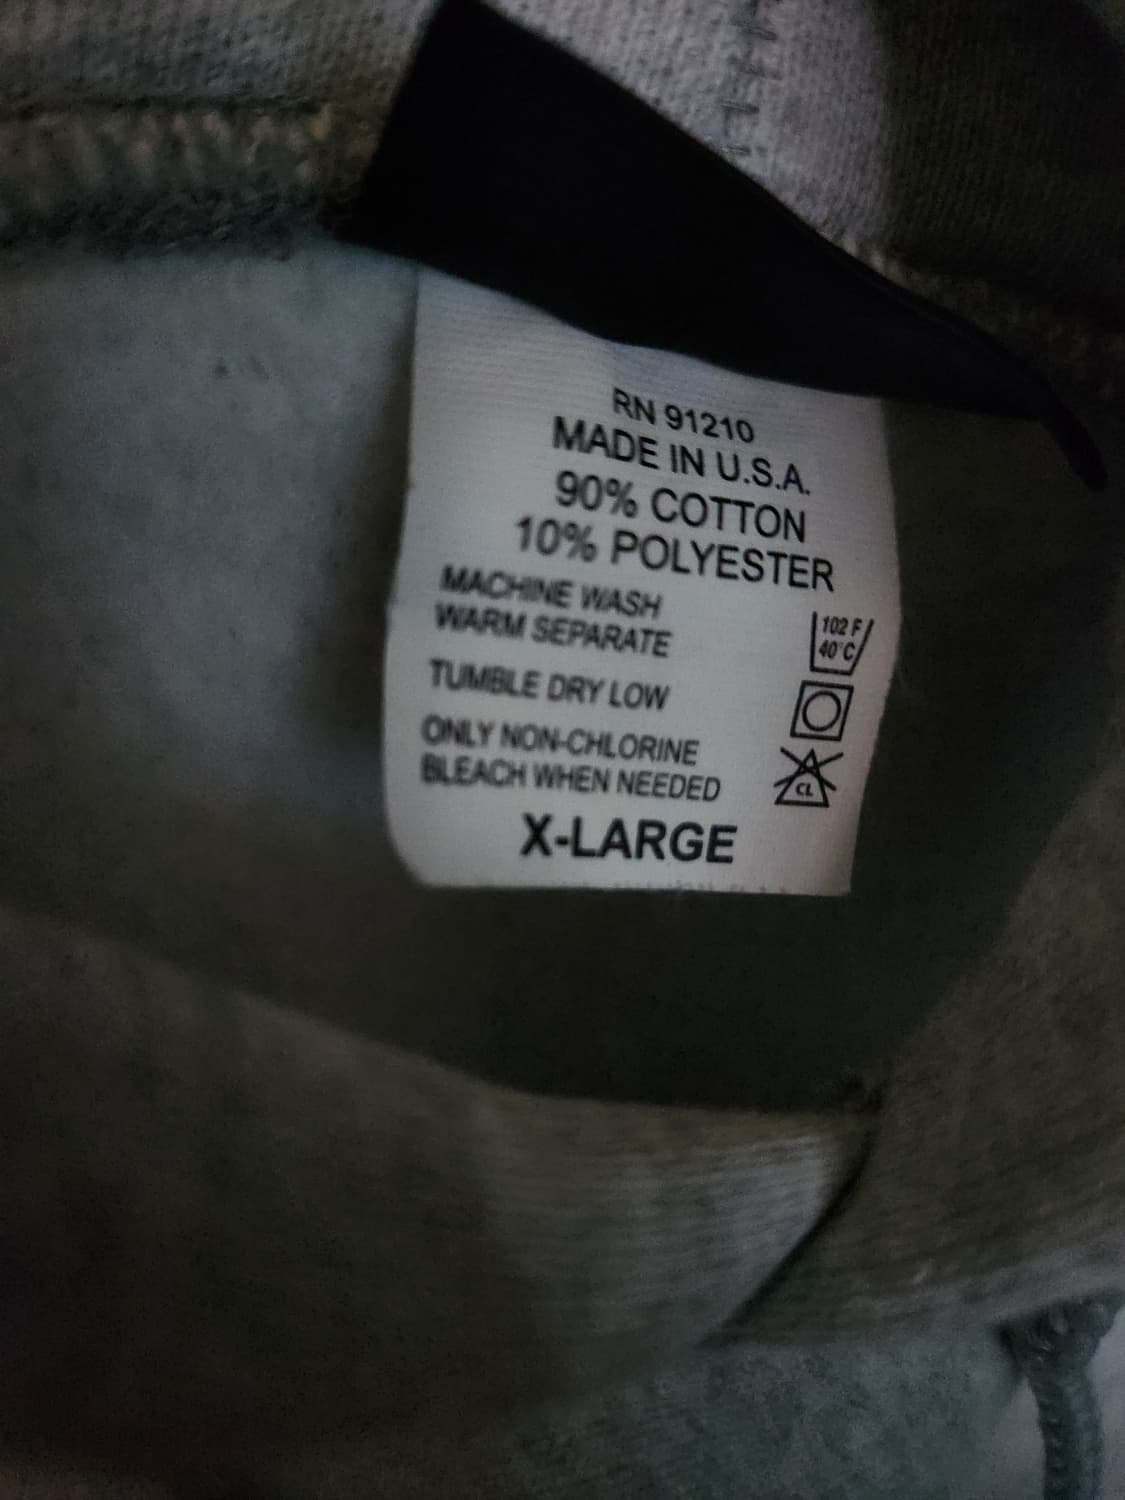 RN 91210
MADE IN U.S.A.
90% COTTON
10% POLYESTER
MACHINE WASH
WARM SEPARATE
102 F
40°C
TUMBLE DRY LOW
ONLY NON-CHLORINE
BLEACH WHEN NEEDED
CL
X-LARGE